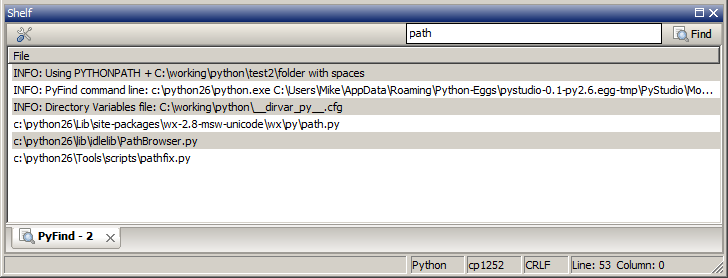 Shelf
path
Find
File
INFO: Using PYTHONPATH + C:\working\python\test2\folder with spaces
INFO: PyFind command line: c:\python26\python.exe C:\Users\Mike\AppData\Roaming\Python-Eggs\pystudio-0.1-py2.6.egg-tmp\PyStudio\Mo...
INFO: Directory Variables file: C:\working\python\__dirvar_py__.cfg
c:\python26\Lib\site-packages\wx-2.8-msw-unicode\wx\py\path.py
c:\python26\lib\idlelib\PathBrowser.py
c:\python26\Tools\scripts\pathfix.py
PyFind - 2
Python cp1252 CRLF Line: 53 Column: 0